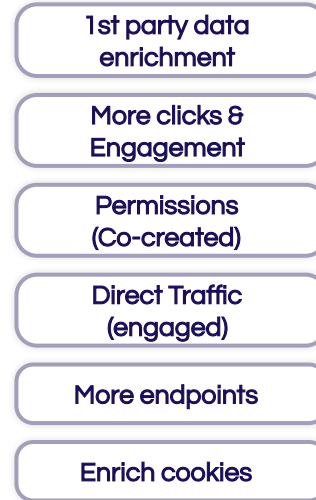 1st party data
enrichment
More clicks &
Engagement
Permissions
(Co-created)
Direct Traffic
(engaged)
More endpoints
Enrich cookies